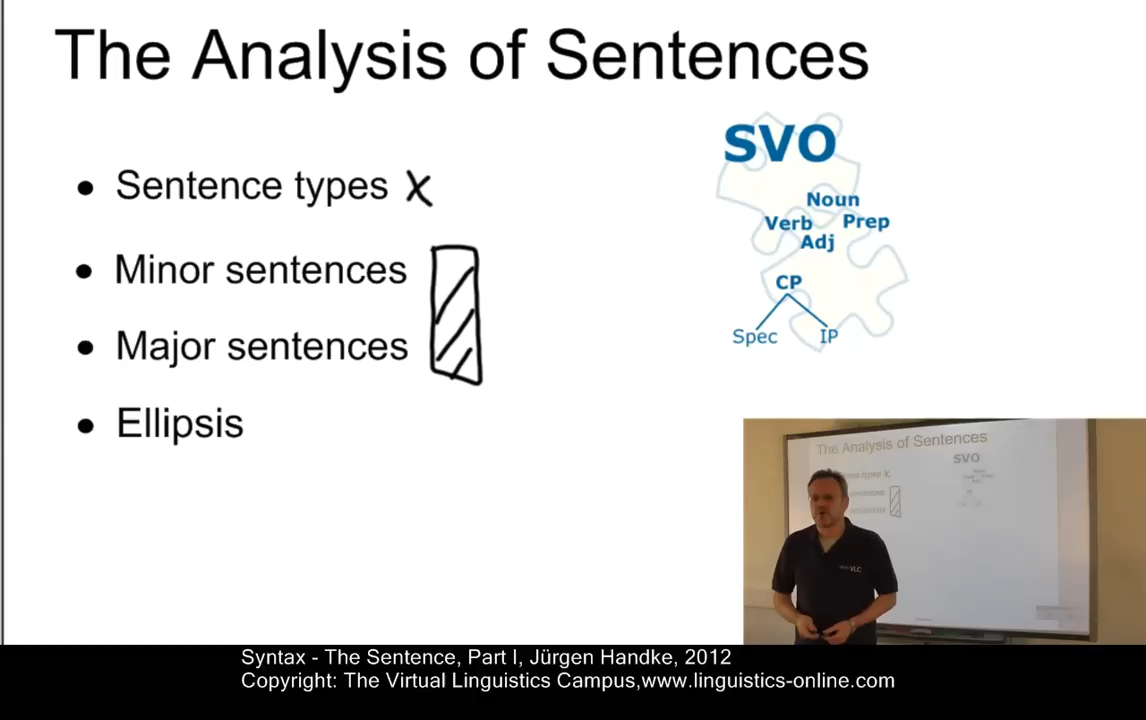 The Analysis of Sentences
• Sentence types x
• Minor sentences
• Major sentences
• Ellipsis
SVO
Noun
Verb Prep
Adj
CP
Spec IP
The Analysis of Sentences
SVO
VLC
Syntax - The Sentence, Part I, Jürgen Handke, 2012
Copyright: The Virtual Linguistics Campus,www.linguistics-online.com